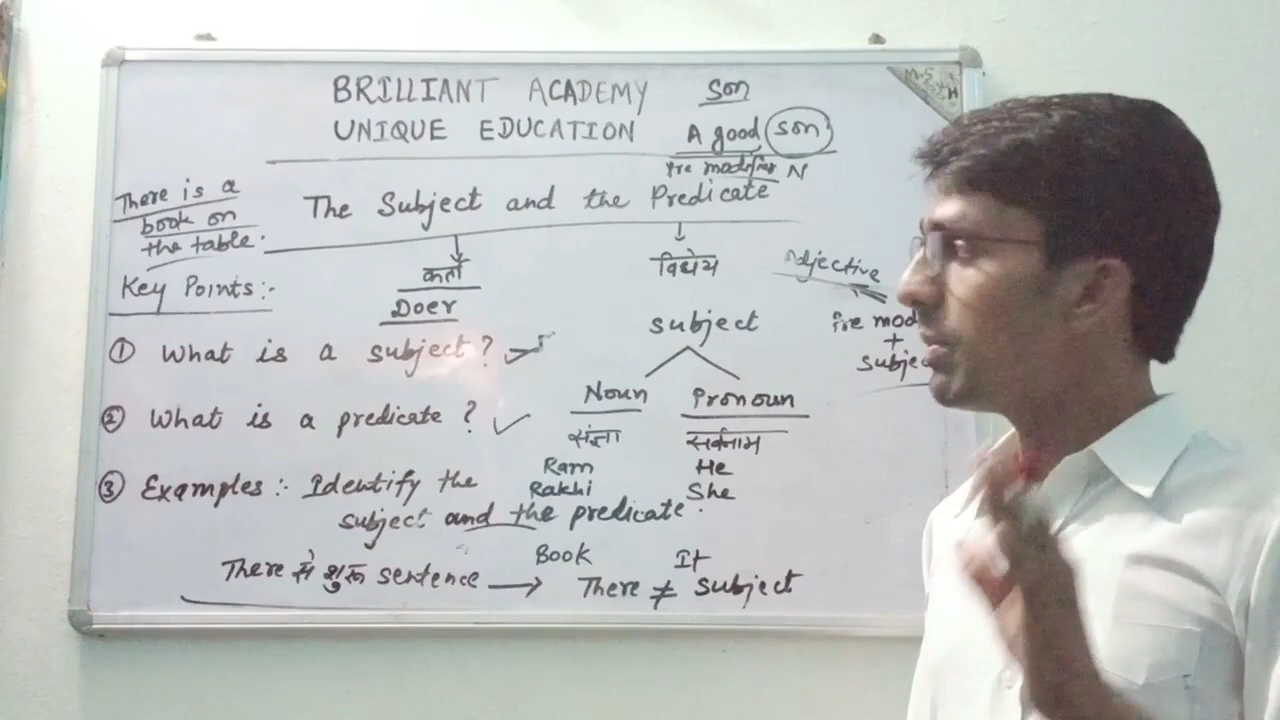 BRILLIANT ACADEMY
UNIQUE EDUCATION
Son
A good son
Pre modifier N
There is a
book on
the table.
The Subject and the Predicate
कर्ता
Doer
विधेय
Adjective
Pre mod
+
Subjec
Key Points:-
① What is a subject?
② What is a predicate?
③ Examples:- Identify the
subject and the predicate.
subject
Noun Pronoun
संज्ञा सर्वनाम
Ram He
Rakhi She
Book It
There से शुरू sentence → There ≠ Subject